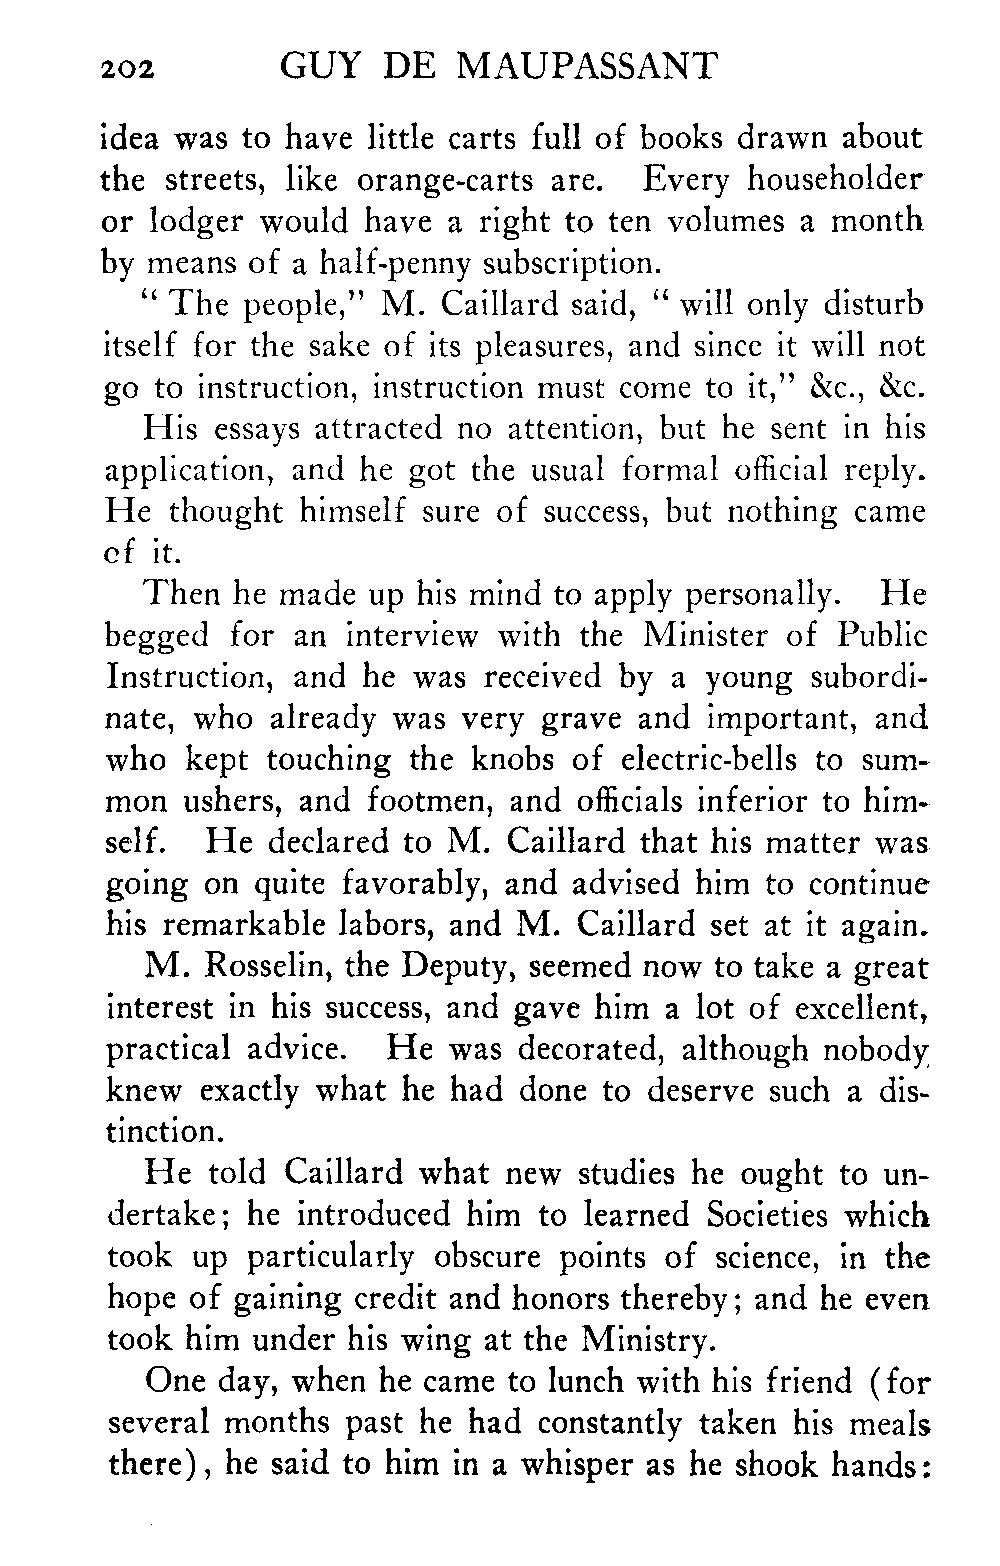 202 GUY DE MAUPASSANT
idea was to have little carts full of books drawn about
the streets, like orange-carts are. Every householder
or lodger would have a right to ten volumes a month
by means of a half-penny subscription.
“ The people,” M. Caillard said, “ will only disturb
itself for the sake of its pleasures, and since it will not
go to instruction, instruction must come to it,” &c., &c.
His essays attracted no attention, but he sent in his
application, and he got the usual formal official reply.
He thought himself sure of success, but nothing came
of it.
Then he made up his mind to apply personally. He
begged for an interview with the Minister of Public
Instruction, and he was received by a young subordi-
nate, who already was very grave and important, and
who kept touching the knobs of electric-bells to sum-
mon ushers, and footmen, and officials inferior to him-
self. He declared to M. Caillard that his matter was
going on quite favorably, and advised him to continue
his remarkable labors, and M. Caillard set at it again.
M. Rosselin, the Deputy, seemed now to take a great
interest in his success, and gave him a lot of excellent,
practical advice. He was decorated, although nobody
knew exactly what he had done to deserve such a dis-
tinction.
He told Caillard what new studies he ought to un-
dertake; he introduced him to learned Societies which
took up particularly obscure points of science, in the
hope of gaining credit and honors thereby; and he even
took him under his wing at the Ministry.
One day, when he came to lunch with his friend (for
several months past he had constantly taken his meals
there), he said to him in a whisper as he shook hands: